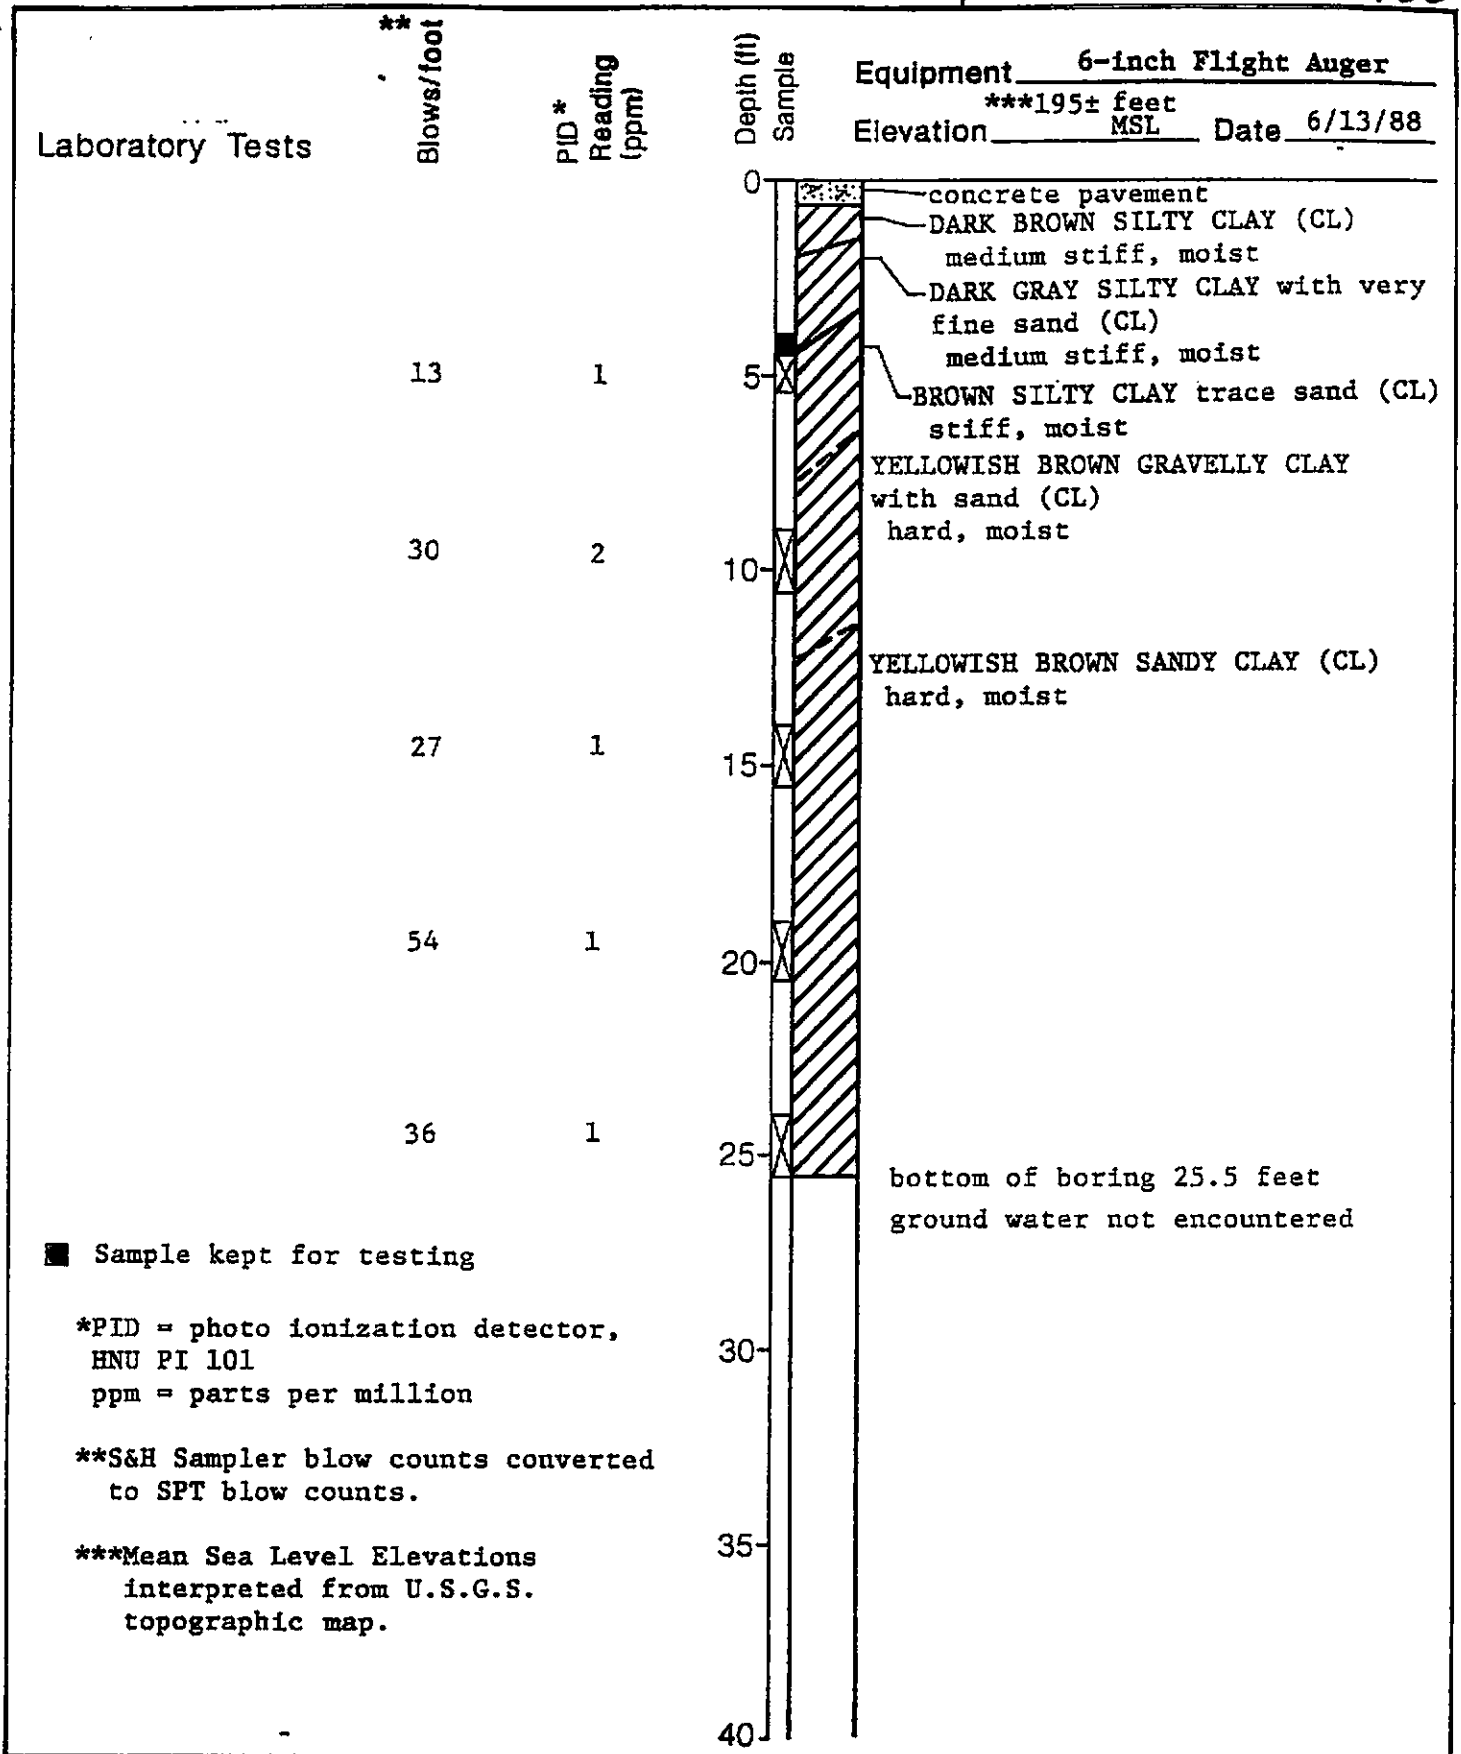 ** Blows/foot
PID*
Reading
(ppm)
Depth (ft)
Sample
Laboratory Tests
Equipment 6-inch Flight Auger
***195± feet
Elevation MSL Date 6/13/88
0
concrete pavement
DARK BROWN SILTY CLAY (CL)
medium stiff, moist
DARK GRAY SILTY CLAY with very
fine sand (CL)
medium stiff, moist
13 1 5
BROWN SILTY CLAY trace sand (CL)
stiff, moist
YELLOWISH BROWN GRAVELLY CLAY
with sand (CL)
hard, moist
30 2 10
YELLOWISH BROWN SANDY CLAY (CL)
hard, moist
27 1 15
54 1 20
36 1 25
bottom of boring 25.5 feet
ground water not encountered
Sample kept for testing
*PID = photo ionization detector,
HNU PI 101
ppm = parts per million
30
**S&H Sampler blow counts converted
to SPT blow counts.
35
***Mean Sea Level Elevations
interpreted from U.S.G.S.
topographic map.
40